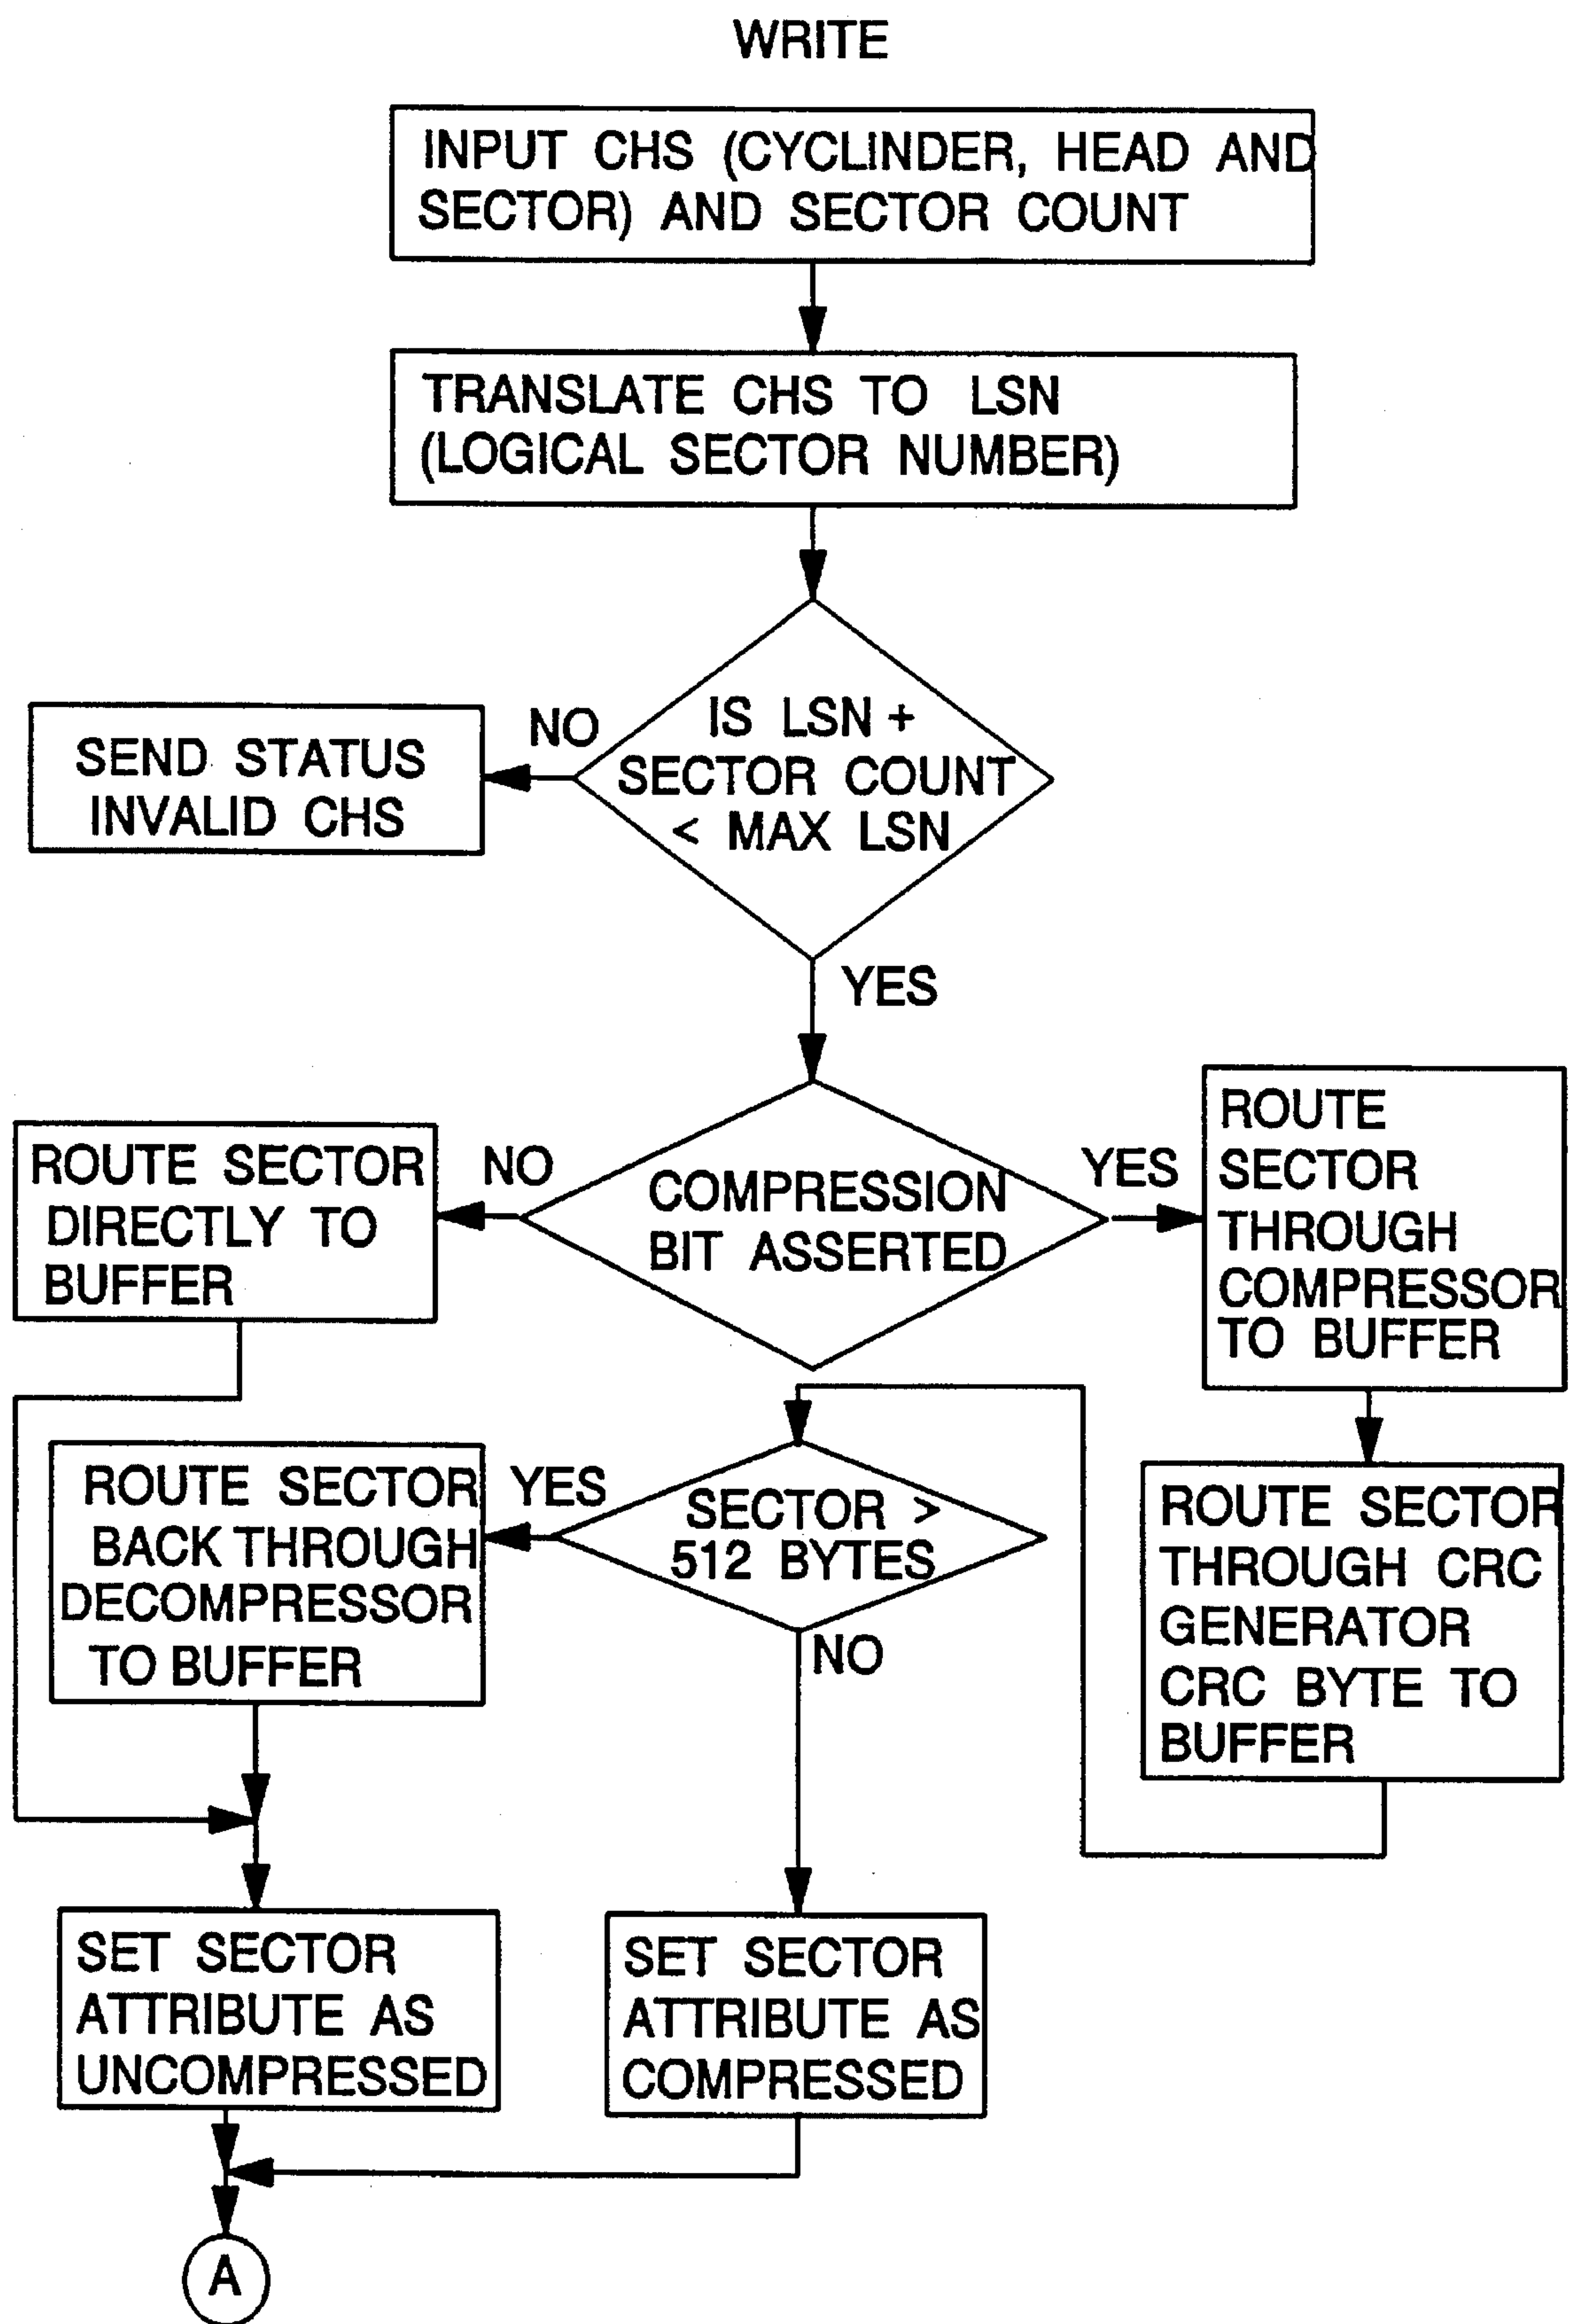 WRITE
INPUT CHS (CYCLINDER, HEAD AND
SECTOR) AND SECTOR COUNT
TRANSLATE CHS TO LSN
(LOGICAL SECTOR NUMBER)
IS LSN +
SECTOR COUNT
< MAX LSN
NO
SEND STATUS
INVALID CHS
YES
COMPRESSION
BIT ASSERTED
NO
ROUTE SECTOR
DIRECTLY TO
BUFFER
YES
ROUTE
SECTOR
THROUGH
COMPRESSOR
TO BUFFER
ROUTE SECTOR
THROUGH CRC
GENERATOR
CRC BYTE TO
BUFFER
SECTOR >
512 BYTES
YES
ROUTE SECTOR
BACK THROUGH
DECOMPRESSOR
TO BUFFER
NO
SET SECTOR
ATTRIBUTE AS
UNCOMPRESSED
SET SECTOR
ATTRIBUTE AS
COMPRESSED
A